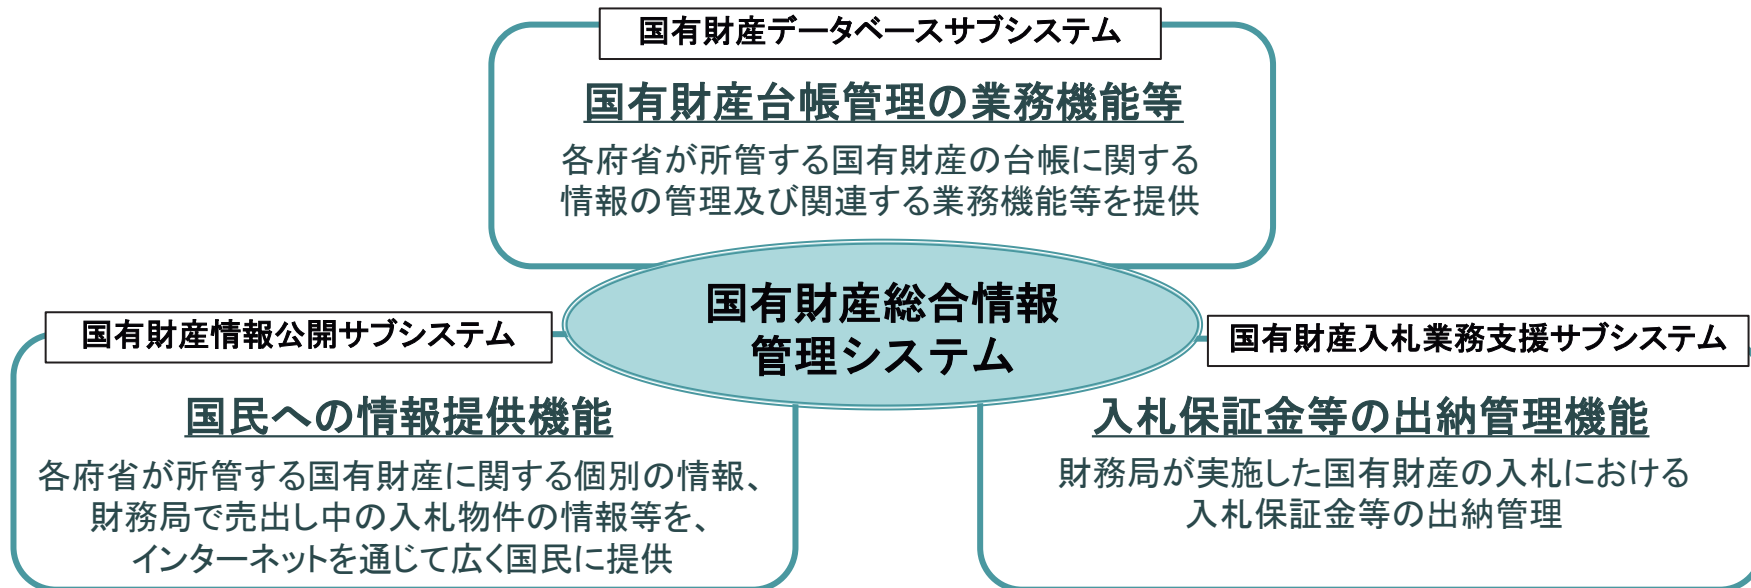 国有財産データベースサブシステム
国有財産台帳管理の業務機能等
各府省が所管する国有財産の台帳に関する
情報の管理及び関連する業務機能等を提供
国有財産総合情報
管理システム
国有財産情報公開サブシステム
国民への情報提供機能
各府省が所管する国有財産に関する個別の情報、
財務局で売出し中の入札物件の情報等を、
インターネットを通じて広く国民に提供
国有財産入札業務支援サブシステム
入札保証金等の出納管理機能
財務局が実施した国有財産の入札における
入札保証金等の出納管理